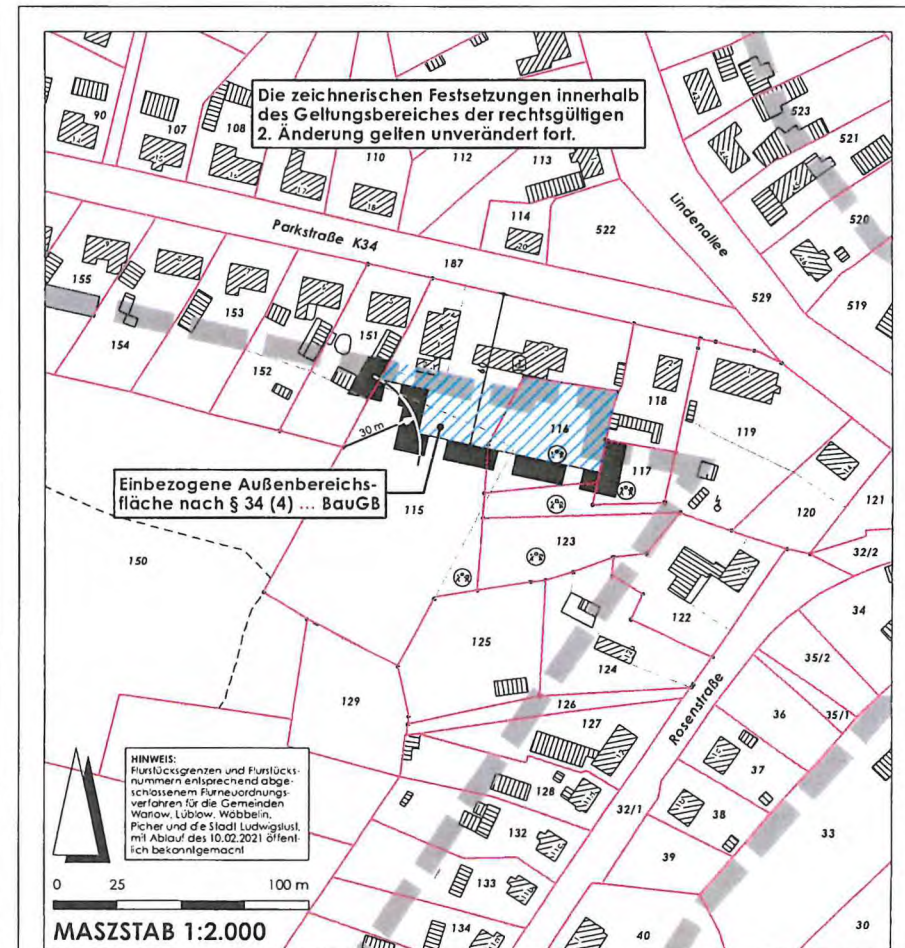 Die zeichnerischen Festsetzungen innerhalb
des Geltungsbereiches der rechtsgültigen
2. Änderung gelten unverändert fort.
90
107
108
110
112
113
114
522
523
521
520
519
529
Lindenallee
Parkstraße K34
187
155
154
153
152
151
118
119
116
117
30 m
Einbezogene Außenbereichs-
fläche nach § 34 (4) ... BauGB
115
150
120
121
123
32/2
34
122
35/2
125
124
129
126
127
Rosenstraße
36
35/1
37
128
38
32/1
33
132
39
133
134
40
30
HINWEIS:
Flurstücksgrenzen und Flurstücks-
nummern entsprechend abge-
schlossenem Flurneuordnungs-
verfahren für die Gemeinden
Warlow, Lüblow, Wöbbelin,
Picher und die Stadt Ludwigslust,
mit Ablauf des 10.02.2021 öffent-
lich bekanntgemacht
0 25 100 m
MASZSTAB 1:2.000